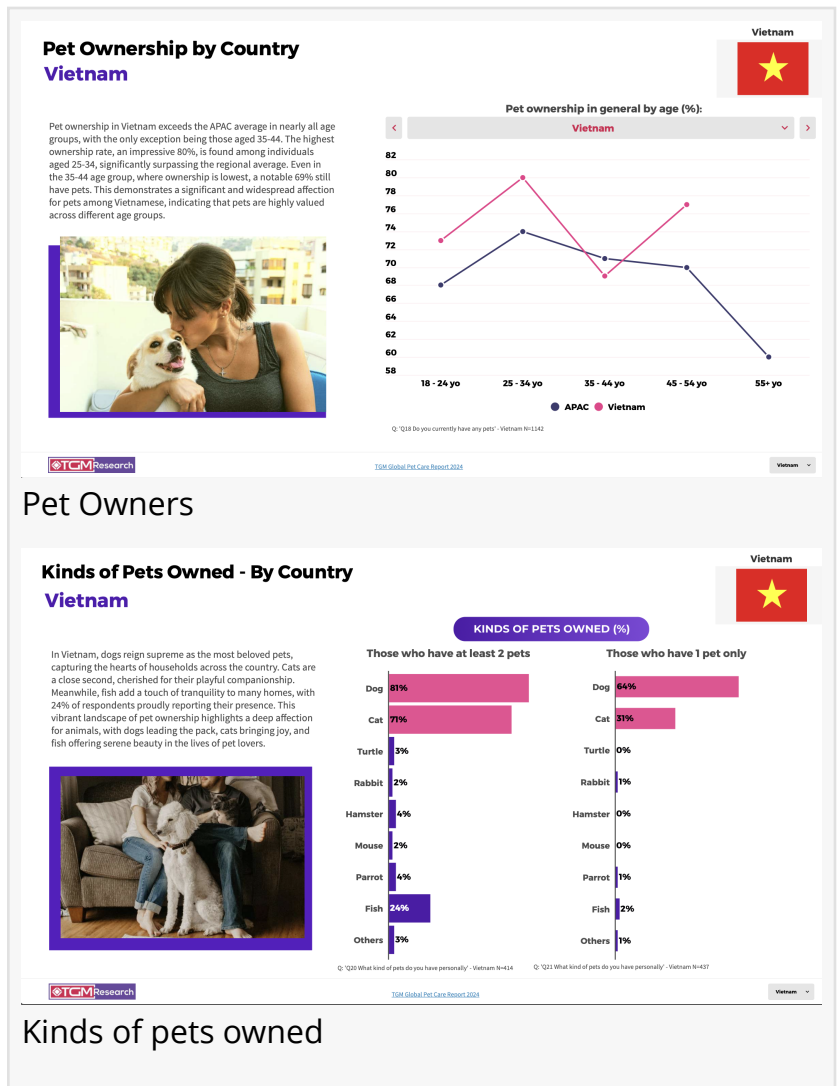 Pet Ownership by Country
Vietnam
Vietnam
Pet ownership in Vietnam exceeds the APAC average in nearly all age
groups, with the only exception being those aged 35-44. The highest
ownership rate, an impressive 80%, is found among individuals
aged 25-34, significantly surpassing the regional average. Even in
the 35-44 age group, where ownership is lowest, a notable 69% still
have pets. This demonstrates a significant and widespread affection
for pets among Vietnamese, indicating that pets are highly valued
across different age groups.
Pet ownership in general by age (%):
Vietnam
82
80
78
76
74
72
70
68
66
64
62
60
58
18 - 24 yo
25 - 34 yo
35 - 44 yo
45 - 54 yo
55+ yo
APAC
Vietnam
Q: 'Q18 Do you currently have any pets' - Vietnam N=1142
TGM Research
TGM Global Pet Care Report 2024
Vietnam
Pet Owners
Kinds of Pets Owned - By Country
Vietnam
Vietnam
In Vietnam, dogs reign supreme as the most beloved pets,
capturing the hearts of households across the country. Cats are
a close second, cherished for their playful companionship.
Meanwhile, fish add a touch of tranquility to many homes, with
24% of respondents proudly reporting their presence. This
vibrant landscape of pet ownership highlights a deep affection
for animals, with dogs leading the pack, cats bringing joy, and
fish offering serene beauty in the lives of pet lovers.
KINDS OF PETS OWNED (%)
Those who have at least 2 pets
Dog 81%
Cat 71%
Turtle 3%
Rabbit 2%
Hamster 4%
Mouse 2%
Parrot 4%
Fish 24%
Others 3%
Q: 'Q20 What kind of pets do you have personally' - Vietnam N=414
Those who have 1 pet only
Dog 64%
Cat 31%
Turtle 0%
Rabbit 1%
Hamster 0%
Mouse 0%
Parrot 1%
Fish 2%
Others 1%
Q: 'Q21 What kind of pets do you have personally' - Vietnam N=437
TGM Research
TGM Global Pet Care Report 2024
Vietnam
Kinds of pets owned